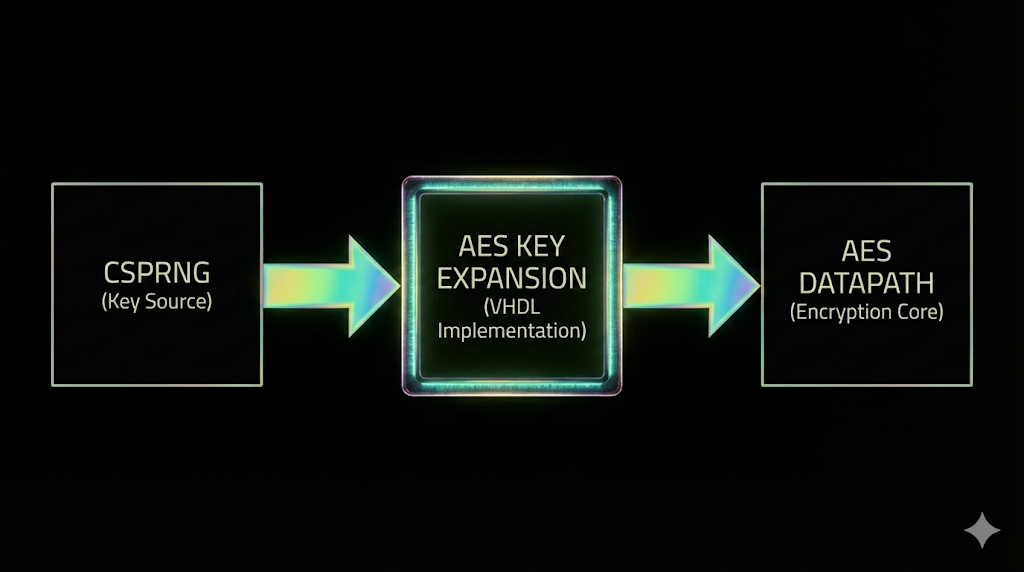 CSPRNG
(Key Source)
AES KEY
EXPANSION
(VHDL
Implementation)
AES
DATAPATH
(Encryption Core)